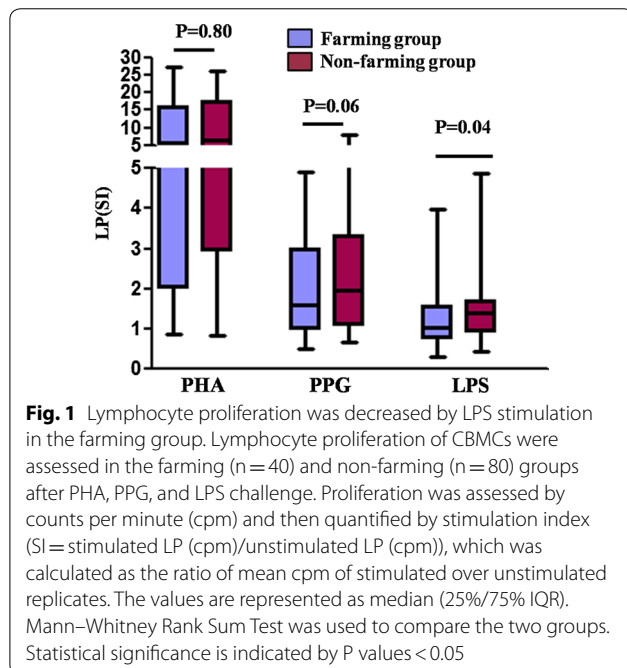 P=0.80
Farming group
Non-farming group
P=0.06
P=0.04
30
25
20
15
10
5
5
4
3
2
1
0
LP(SI)
PHA PPG LPS
Fig. 1 Lymphocyte proliferation was decreased by LPS stimulation
in the farming group. Lymphocyte proliferation of CBMCs were
assessed in the farming (n = 40) and non-farming (n = 80) groups
after PHA, PPG, and LPS challenge. Proliferation was assessed by
counts per minute (cpm) and then quantified by stimulation index
(SI = stimulated LP (cpm)/unstimulated LP (cpm)), which was
calculated as the ratio of mean cpm of stimulated over unstimulated
replicates. The values are represented as median (25%/75% IQR).
Mann–Whitney Rank Sum Test was used to compare the two groups.
Statistical significance is indicated by P values < 0.05